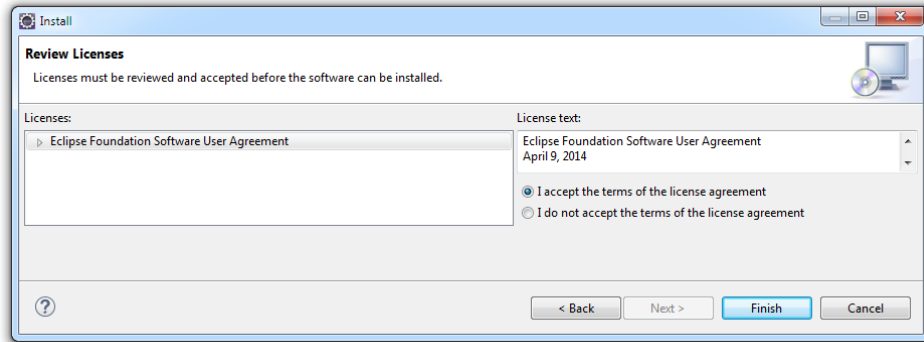 Install
Review Licenses
Licenses must be reviewed and accepted before the software can be installed.
Licenses:
Eclipse Foundation Software User Agreement
License text:
Eclipse Foundation Software User Agreement
April 9, 2014
I accept the terms of the license agreement
I do not accept the terms of the license agreement
?
< Back
Next >
Finish
Cancel